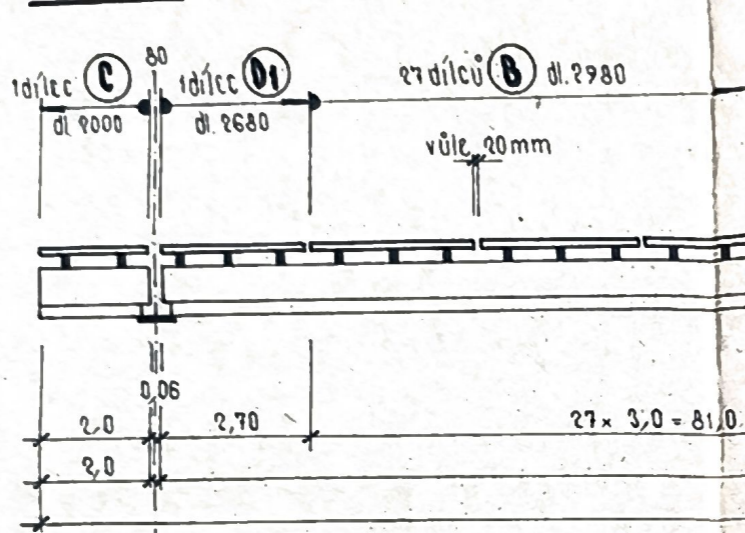 80
1 dílec C
dl. 2000
1 dílec D1
dl. 2680
27 dílců B dl. 2980
vůle 20mm
0,06
2,0
2,70
27 × 3,0 = 81,0
2,0